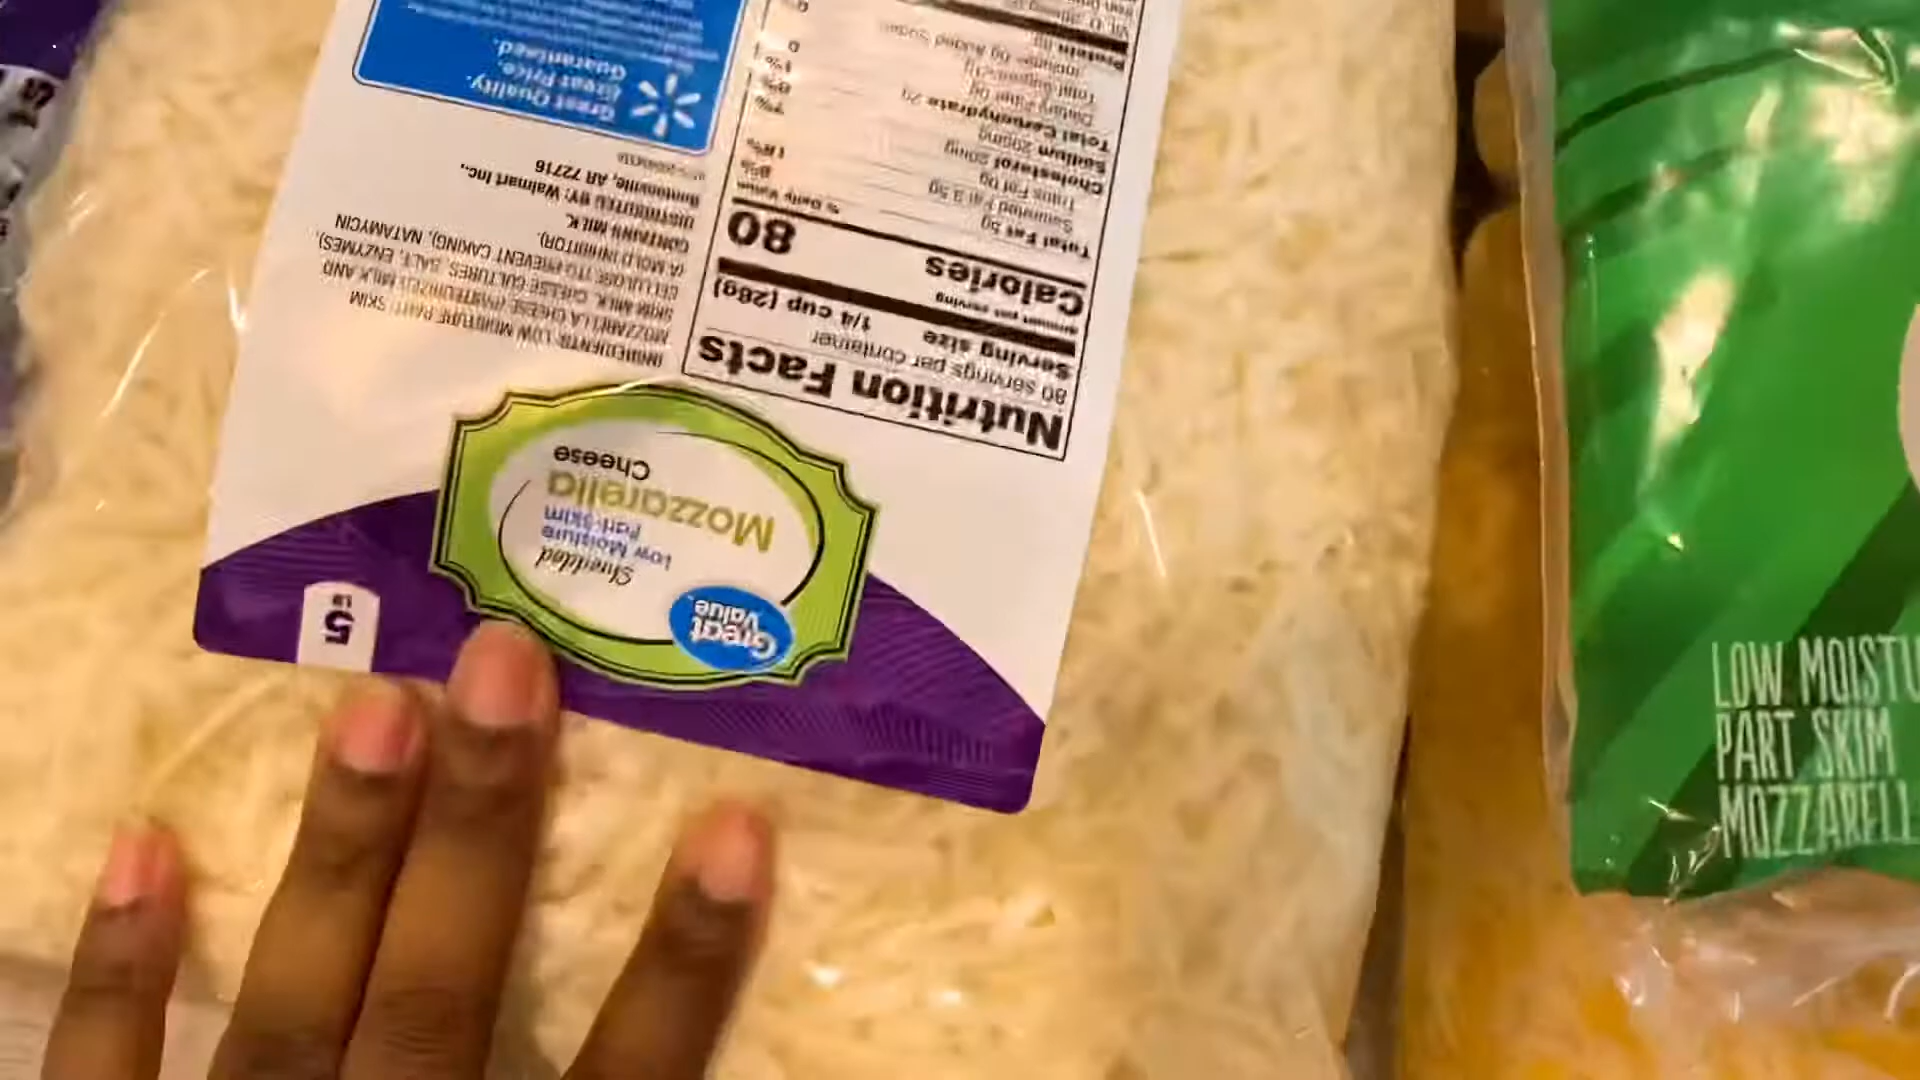 Great
Value
Shredded
Low Moisture
Part-Skim
Mozzarella
Cheese
5
LB
Nutrition Facts
80 servings per container
Serving size 1/4 cup (28g)
Amount per serving
Calories 80
% Daily Value
Total Fat 5g 6%
Saturated Fat 3.5g 18%
Trans Fat 0g
Cholesterol 20mg 7%
Sodium
Total Carbohydrate 2g 1%
Dietary Fiber 0g 0
Total Sugars
Includes 0g Added Sugars
Protein
INGREDIENTS: LOW MOISTURE PART-SKIM
MOZZARELLA CHEESE (PASTEURIZED MILK AND
SKIM MILK, CHEESE CULTURES, SALT, ENZYMES),
CELLULOSE (TO PREVENT CAKING), NATAMYCIN
(A MOLD INHIBITOR).
CONTAINS: MILK.
DISTRIBUTED BY: Walmart Inc.,
Bentonville, AR 72716
Great Quality.
Great Price.
Guaranteed.
LOW MOISTU
PART SKIM
MOZZARELL